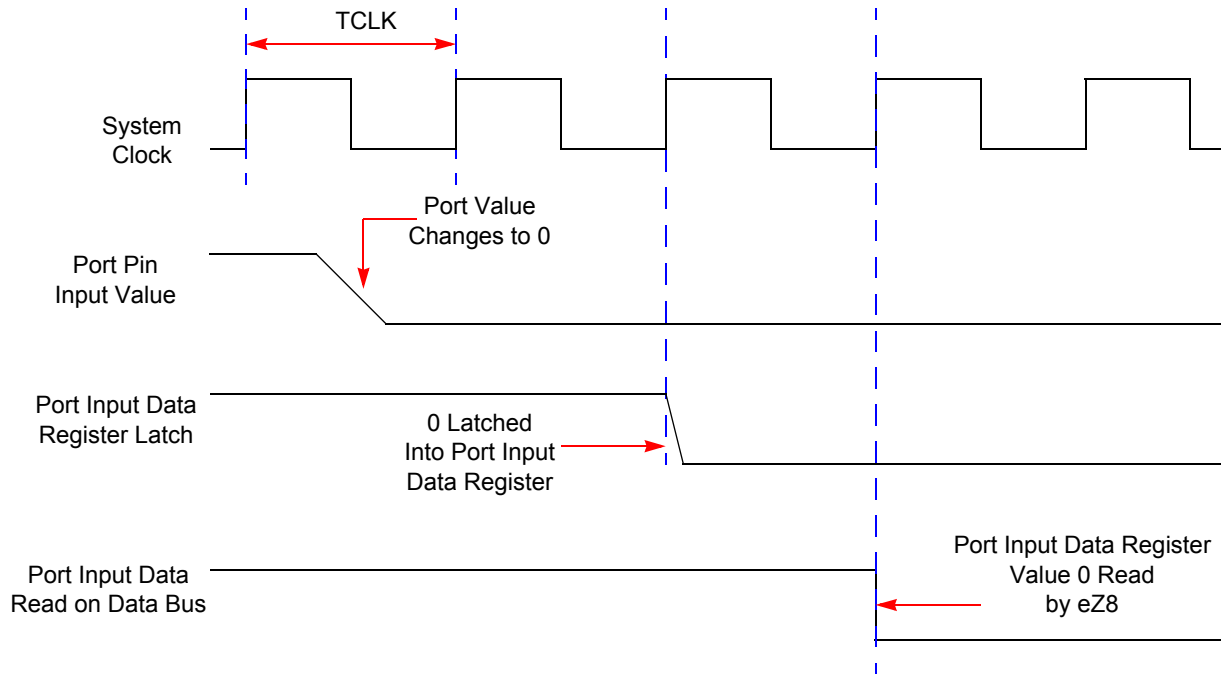 TCLK
System
Clock
Port Value
Changes to 0
Port Pin
Input Value
Port Input Data
Register Latch
0 Latched
Into Port Input
Data Register
Port Input Data
Read on Data Bus
Port Input Data Register
Value 0 Read
by eZ8